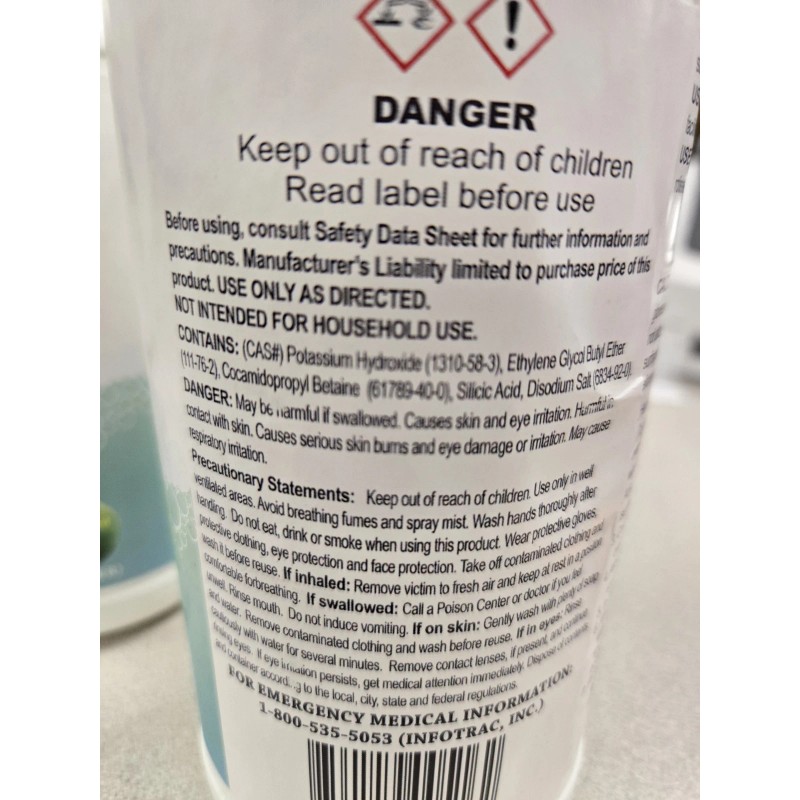 DANGER
Keep out of reach of children
Read label before use
Before using, consult Safety Data Sheet for further information and
precautions. Manufacturer's Liability limited to purchase price of this
product. USE ONLY AS DIRECTED.
NOT INTENDED FOR HOUSEHOLD USE.
CONTAINS: (CAS#) Potassium Hydroxide (1310-58-3), Ethylene Glycol Butyl Ether
(111-76-2), Cocamidopropyl Betaine (61789-40-0), Silicic Acid, Disodium Salt (6834-92-0).
DANGER: May be harmful if swallowed. Causes skin and eye irritation. Harmful in
contact with skin. Causes serious skin burns and eye damage or irritation. May cause
respiratory irritation.
Precautionary Statements: Keep out of reach of children. Use only in well
ventilated areas. Avoid breathing fumes and spray mist. Wash hands thoroughly after
handling. Do not eat, drink or smoke when using this product. Wear protective gloves,
protective clothing, eye protection and face protection. Take off contaminated clothing and
wash it before reuse. If inhaled: Remove victim to fresh air and keep at rest in a position
comfortable forbreathing. If swallowed: Call a Poison Center or doctor if you feel
unwell. Rinse mouth. Do not induce vomiting. If on skin: Gently wash with plenty of soap
and water. Remove contaminated clothing and wash before reuse. If in eyes: Rinse
cautiously with water for several minutes. Remove contact lenses, if present, and continue
rinsing eyes. If eye irritation persists, get medical attention immediately. Dispose of contents
and container according to the local, city, state and federal regulations.
FOR EMERGENCY MEDICAL INFORMATION:
1-800-535-5053 (INFOTRAC, INC.)